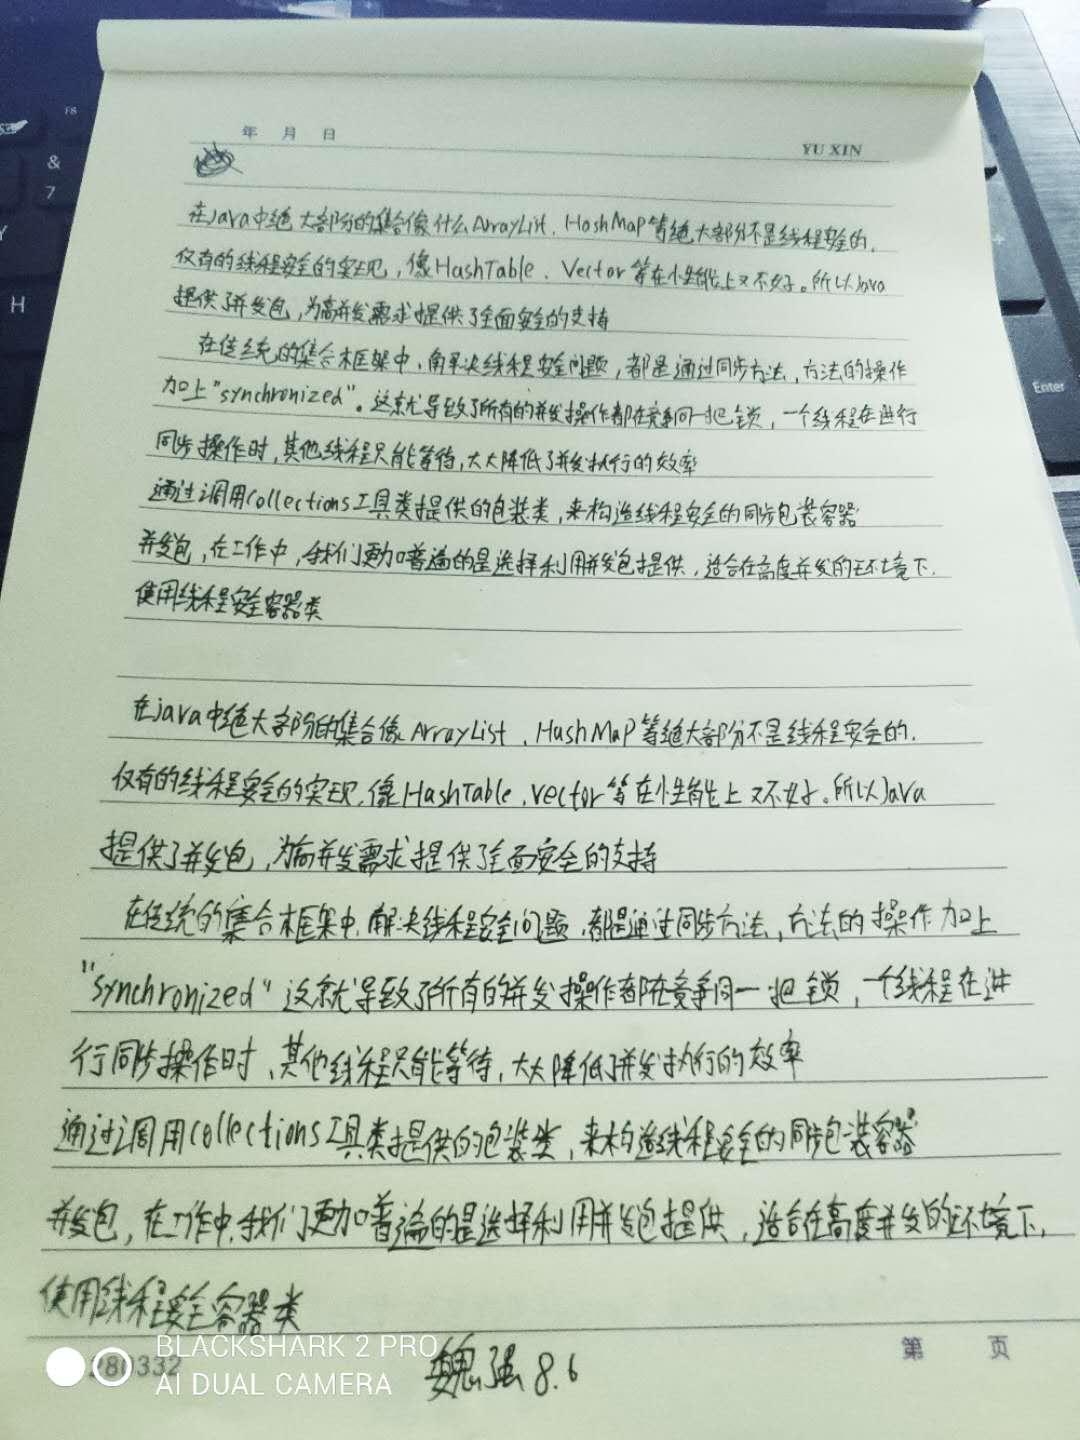 年 月 日
YU XIN
在Java中绝大部分的集合像什么ArrayList、HashMap等绝大部分不是线程安全的.
仅有的线程安全的实现，像HashTable、Vector等在性能上又不好。所以Java
提供了并发包，为高并发需求提供了全面安全的支持
在传统的集合框架中，解决线程安全问题，都是通过同步方法，方法的操作
加上"synchronized"。这就导致了所有的并发操作都在竞争同一把锁，一个线程在进行
同步操作时，其他线程只能等待，大大降低了并发执行的效率
通过调用Collections工具类提供的包装类，来构造线程安全的同步包装容器
并发包，在工作中，我们更加普遍的是选择利用并发包提供，适合在高度并发的环境下.
使用线程安全容器类
在java中绝大部份的集合像ArrayList、HashMap等绝大部分不是线程安全的.
仅有的线程安全的实现，像HashTable、vector等在性能上又不好。所以Java
提供了并发包，为高并发需求提供了全面安全的支持
在传统的集合框架中，解决线程安全问题，都是通过同步方法，方法的操作加上
"synchronized"这就导致了所有的并发操作都在竞争同一把锁，一个线程在进
行同步操作时，其他线程只能等待，大大降低了并发执行的效率
通过调用Collections工具类提供的包装类，来构造线程安全的同步包装容器
并发包，在工作中，我们更加普遍的是选择利用并发包提供，适合在高度并发的环境下，
使用线程安全容器类
魏强 8.6
第 页
280332
BLACKSHARK 2 PRO
AI DUAL CAMERA
F8
&
7
Y
H
Enter